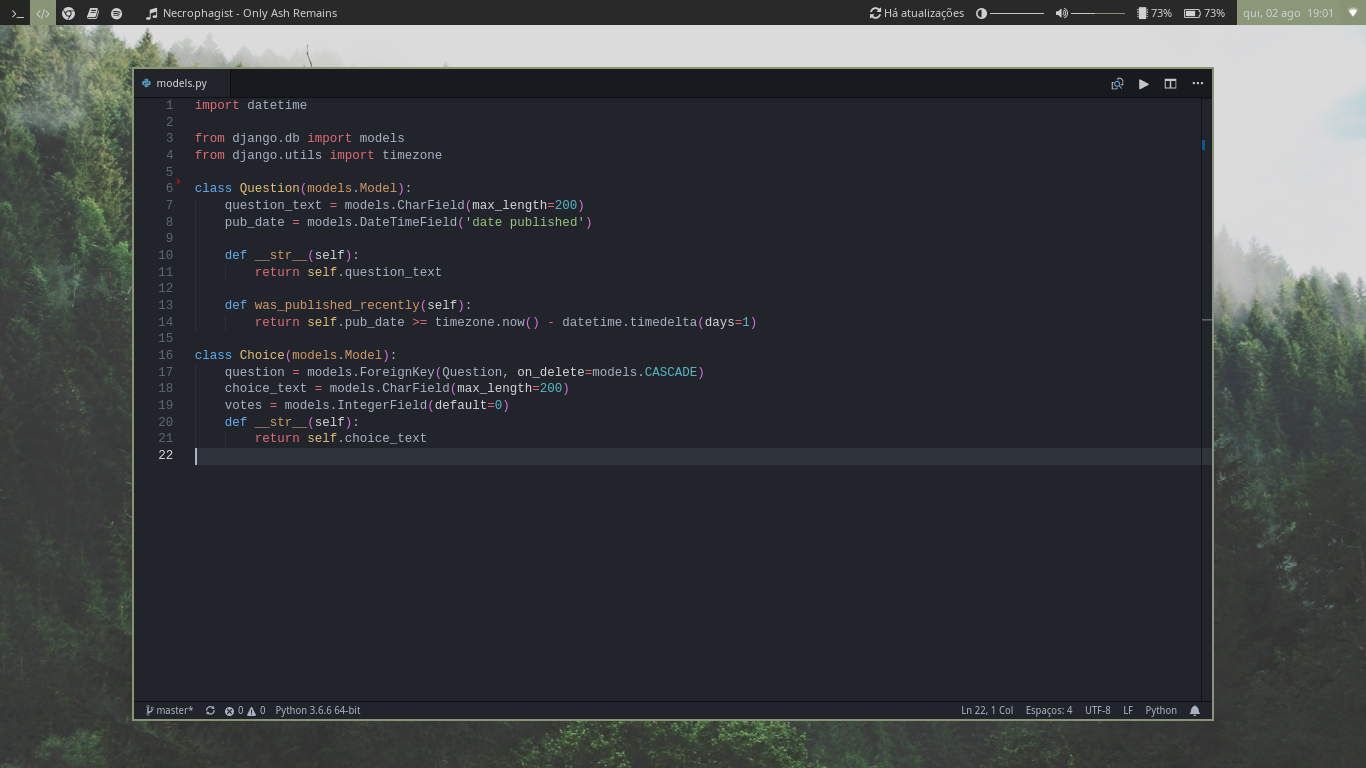 Necrophagist - Only Ash Remains
Há atualizações
73%
73%
qui, 02 ago 19:01
models.py
1 import datetime
2
3 from django.db import models
4 from django.utils import timezone
5
6 class Question(models.Model):
7     question_text = models.CharField(max_length=200)
8     pub_date = models.DateTimeField('date published')
9
10     def __str__(self):
11         return self.question_text
12
13     def was_published_recently(self):
14         return self.pub_date >= timezone.now() - datetime.timedelta(days=1)
15
16 class Choice(models.Model):
17     question = models.ForeignKey(Question, on_delete=models.CASCADE)
18     choice_text = models.CharField(max_length=200)
19     votes = models.IntegerField(default=0)
20     def __str__(self):
21         return self.choice_text
22
master* 0 0 Python 3.6.6 64-bit
Ln 22, 1 Col Espaços: 4 UTF-8 LF Python